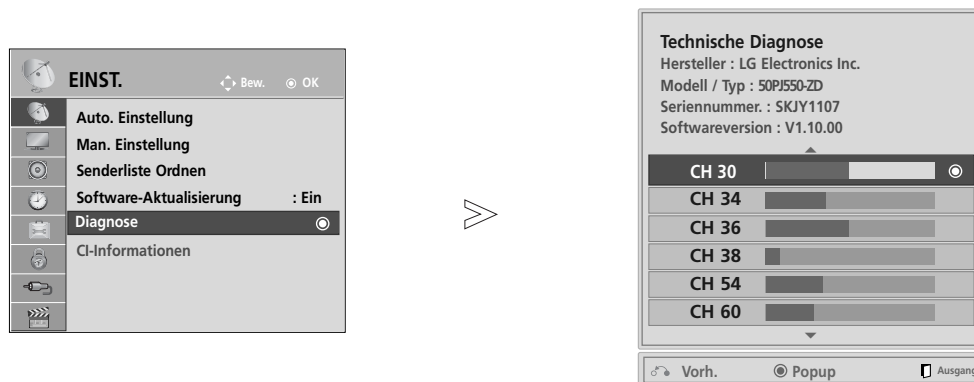 EINST.
Bew. OK
Auto. Einstellung
Man. Einstellung
Senderliste Ordnen
Software-Aktualisierung : Ein
Diagnose
CI-Informationen
Technische Diagnose
Hersteller : LG Electronics Inc.
Modell / Typ : 50PJ550-ZD
Seriennummer. : SKJY1107
Softwareversion : V1.10.00
CH 30
CH 34
CH 36
CH 38
CH 54
CH 60
Vorh. Popup Ausgang